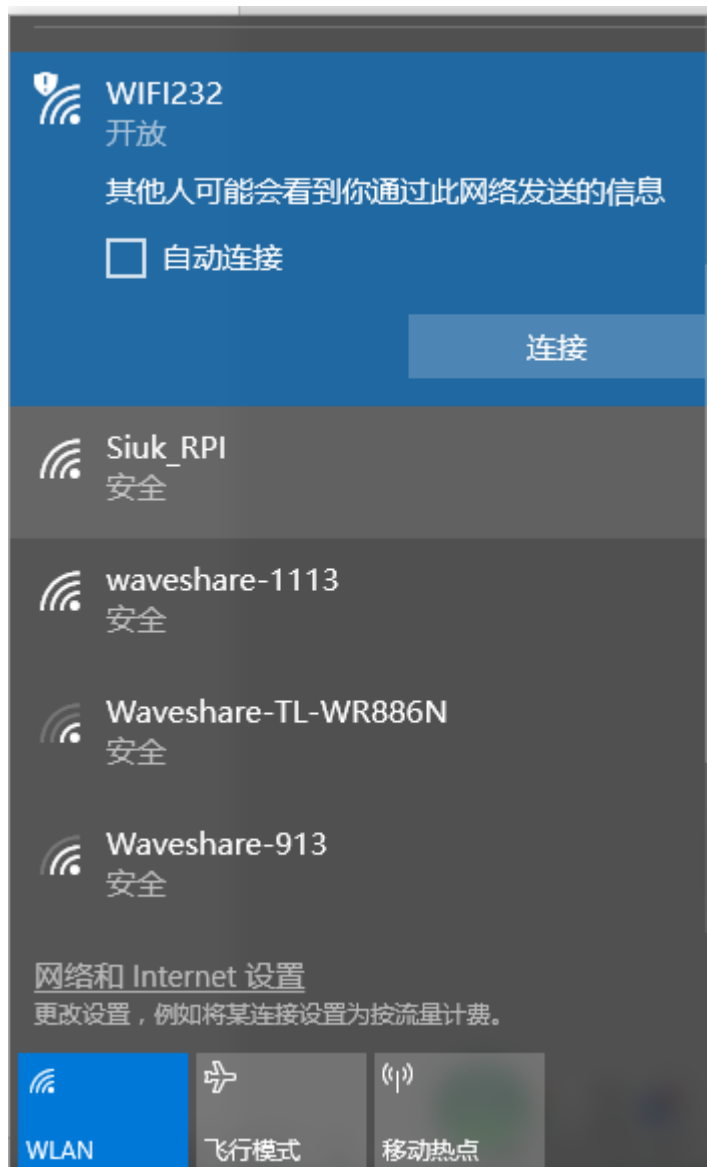 WIFI232
开放
其他人可能会看到你通过此网络发送的信息
自动连接
连接
Siuk_RPI
安全
waveshare-1113
安全
Waveshare-TL-WR886N
安全
Waveshare-913
安全
网络和 Internet 设置
更改设置，例如将某连接设置为按流量计费。
WLAN
飞行模式
移动热点